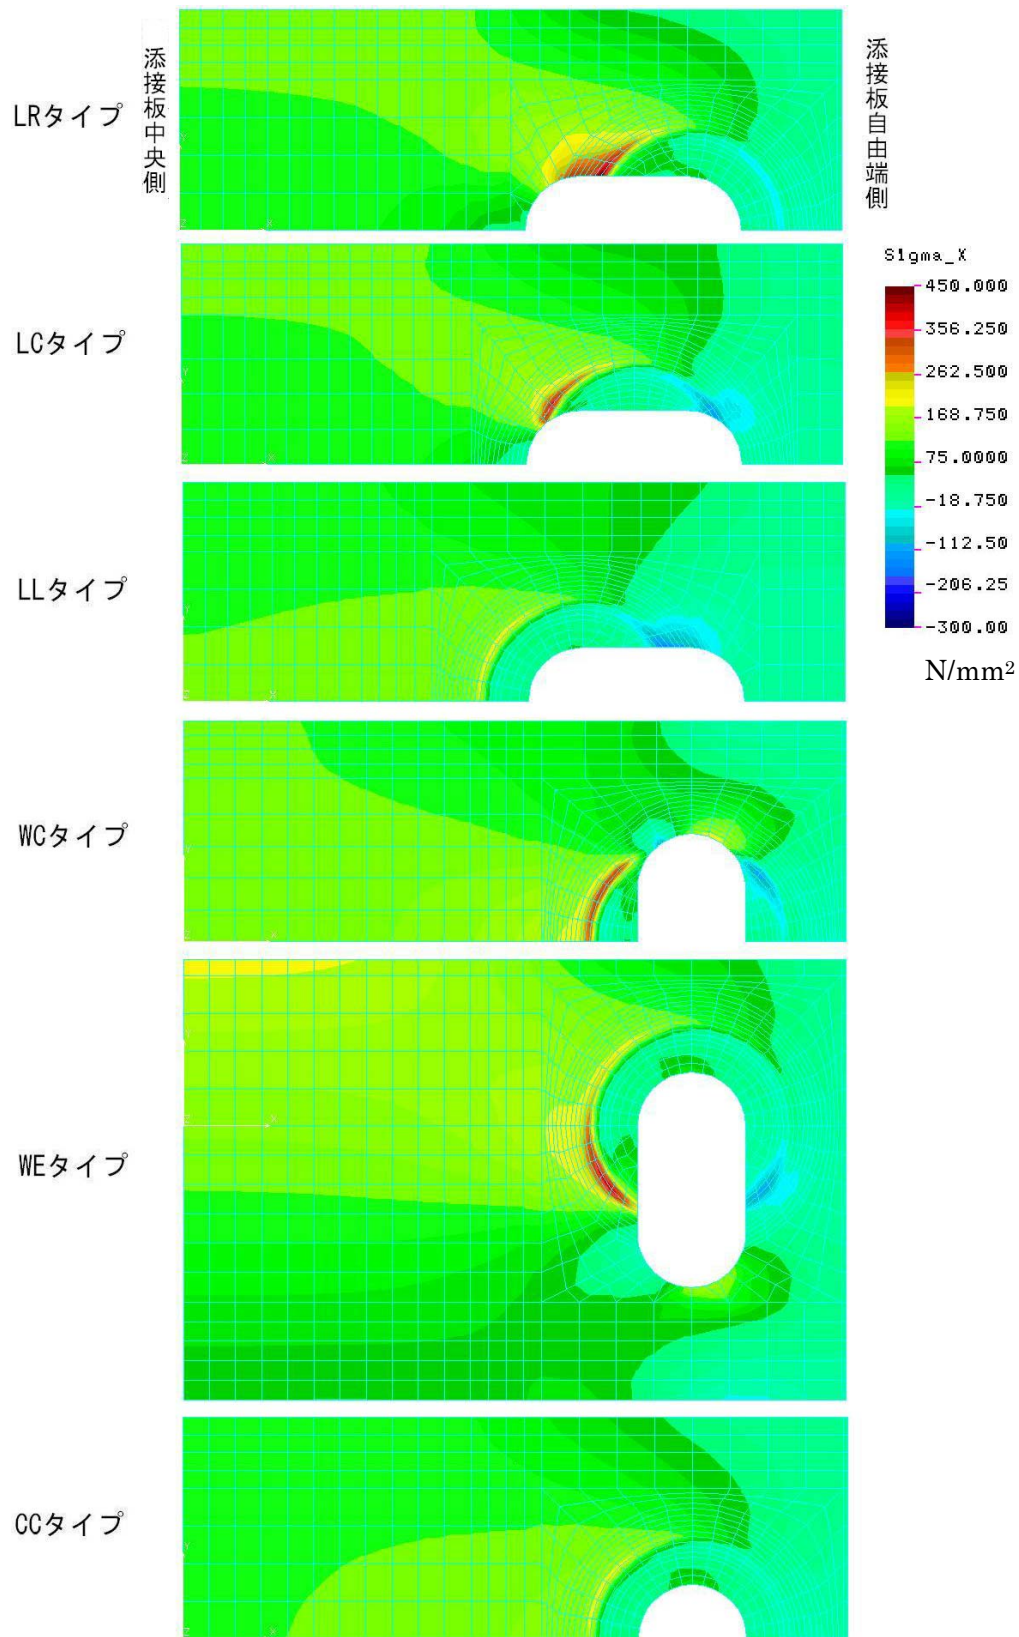 添接板中央側
添接板自由端側
LRタイプ
LCタイプ
Sigma_X
450.000
356.250
262.500
168.750
75.0000
-18.750
-112.50
-206.25
-300.00
N/mm²
LLタイプ
WCタイプ
WEタイプ
CCタイプ